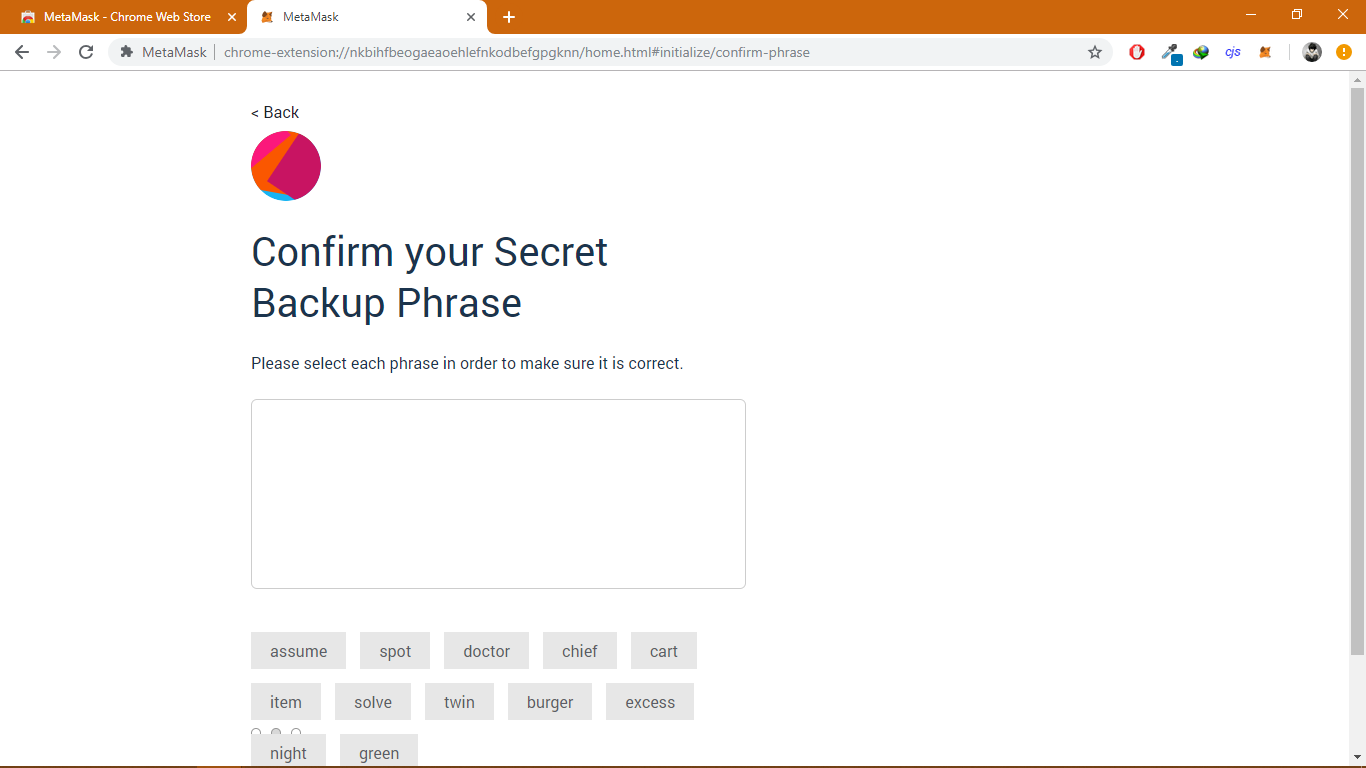 MetaMask - Chrome Web Store
MetaMask
MetaMask
chrome-extension://nkbihfbeogaeaoehlefnkodbefgpgknn/home.html#initialize/confirm-phrase
cjs
< Back
Confirm your Secret
Backup Phrase
Please select each phrase in order to make sure it is correct.
assume spot doctor chief cart
item solve twin burger excess
night green